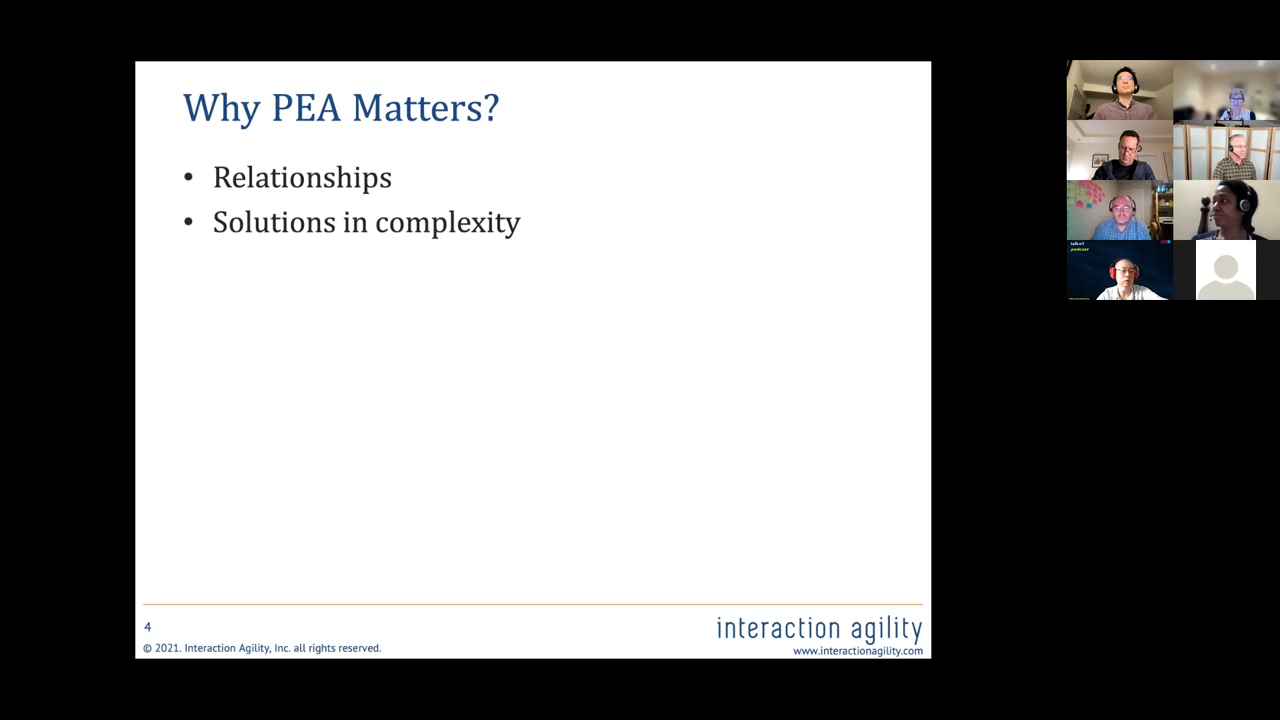 Why PEA Matters?
• Relationships
• Solutions in complexity
4
© 2021. Interaction Agility, Inc. all rights reserved.
interaction agility
www.interactionagility.com
podcast